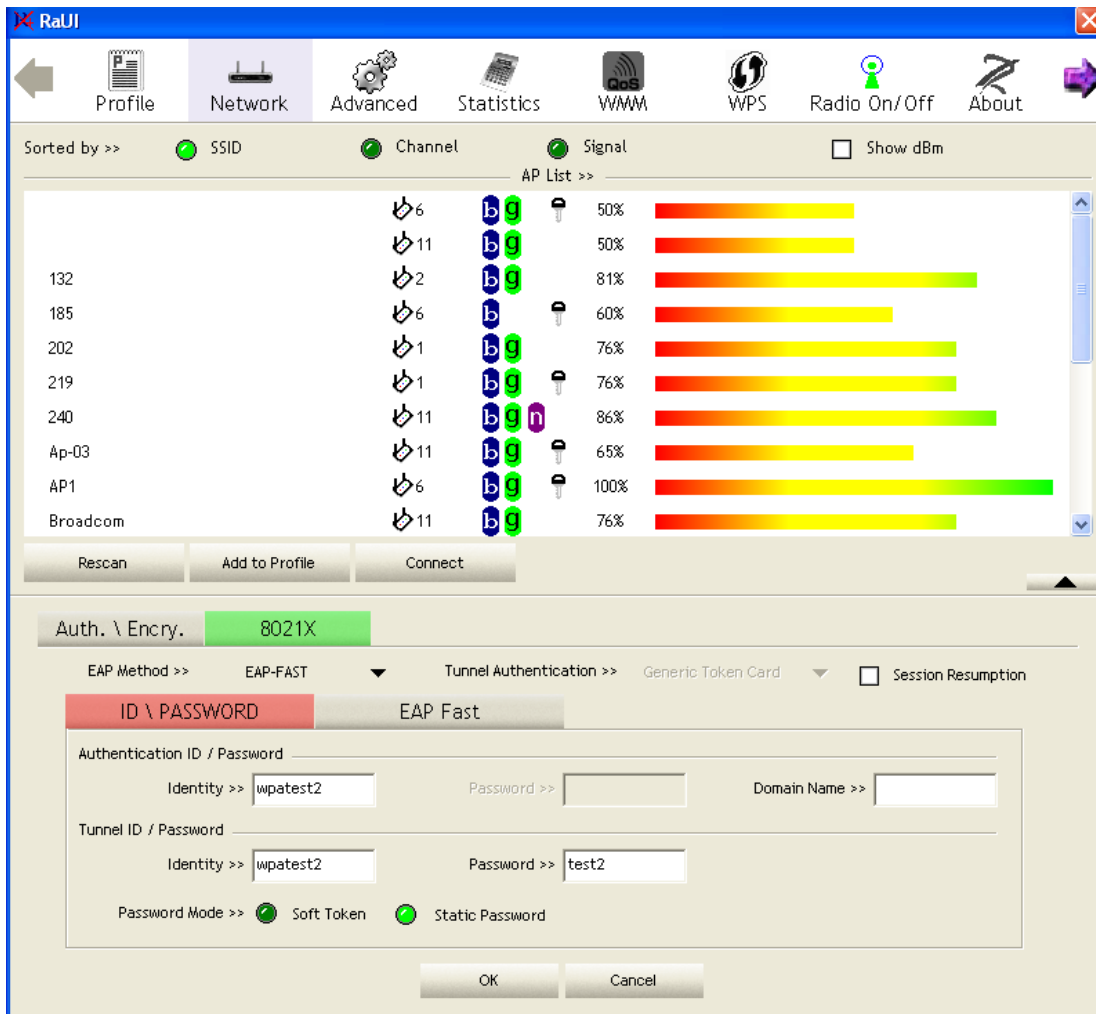 RaUI
Profile Network Advanced Statistics WMM WPS Radio On/Off About
QoS
Sorted by >> SSID Channel Signal Show dBm
AP List >>
6 b g 50%
11 b g 50%
132 2 b g 81%
185 6 b 60%
202 1 b g 76%
219 1 b g 76%
240 11 b g n 86%
Ap-03 11 b g 65%
AP1 6 b g 100%
Broadcom 11 b g 76%
Rescan Add to Profile Connect
Auth. \ Encry. 8021X
EAP Method >> EAP-FAST Tunnel Authentication >> Generic Token Card Session Resumption
ID \ PASSWORD EAP Fast
Authentication ID / Password
Identity >> wpatest2 Password >> Domain Name >>
Tunnel ID / Password
Identity >> wpatest2 Password >> test2
Password Mode >> Soft Token Static Password
OK Cancel